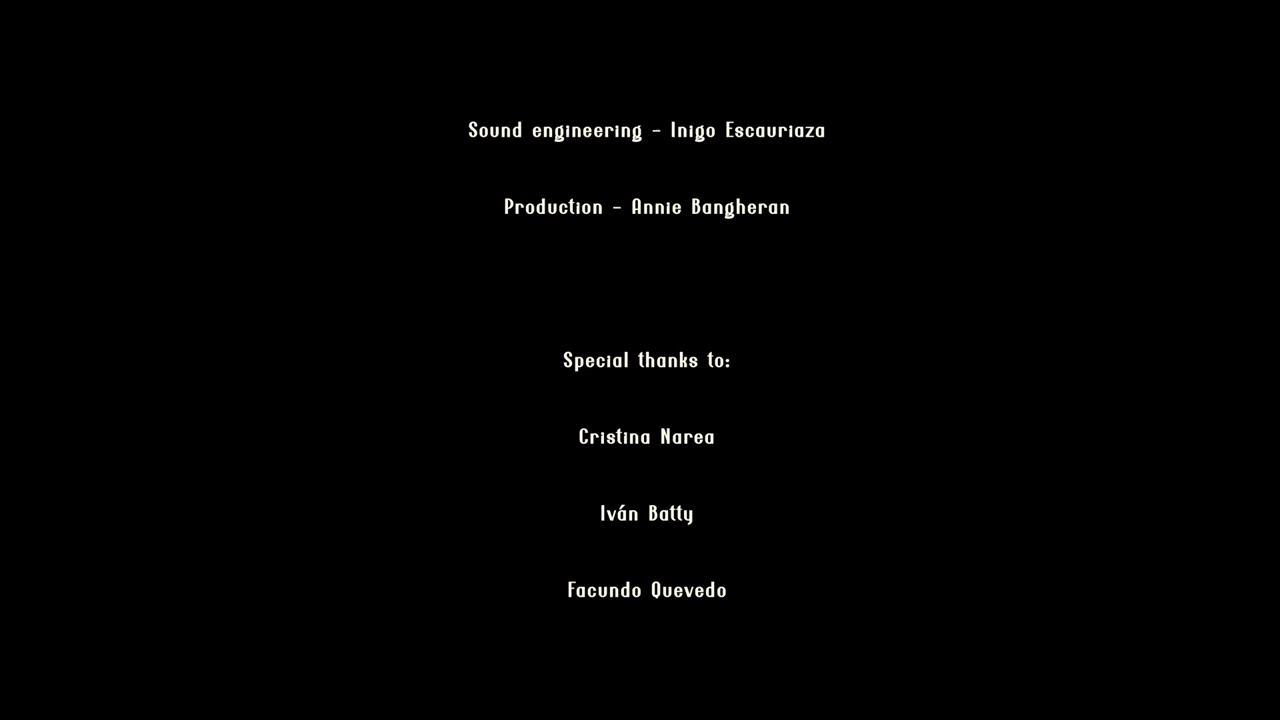 Sound engineering - Inigo Escauriaza
Production - Annie Bangheran
Special thanks to:
Cristina Narea
Iván Batty
Facundo Quevedo